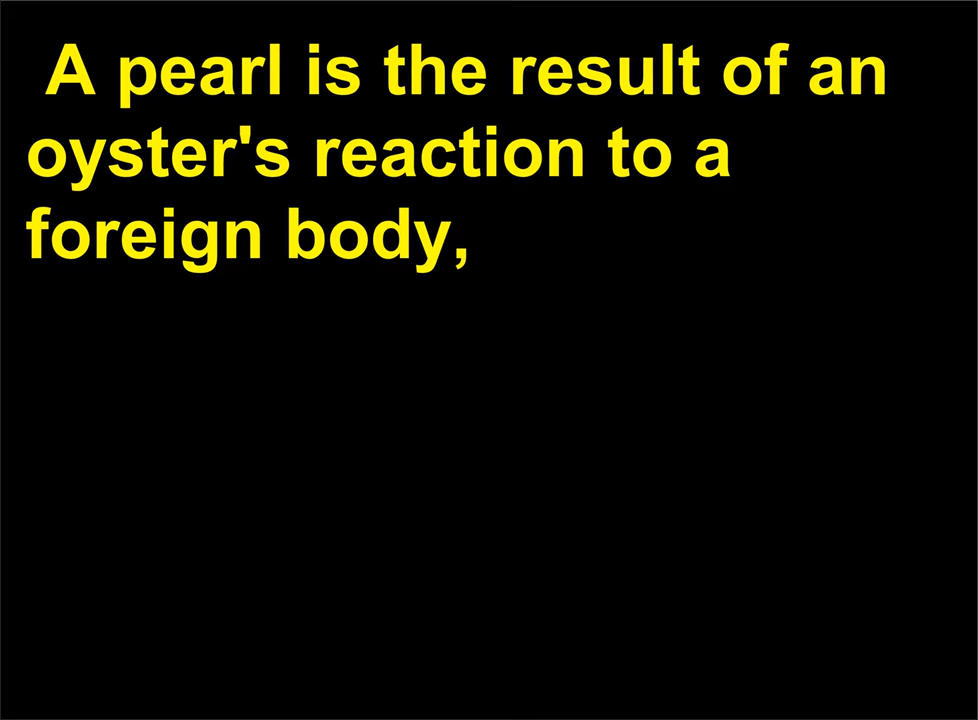 A pearl is the result of an
oyster's reaction to a
foreign body,